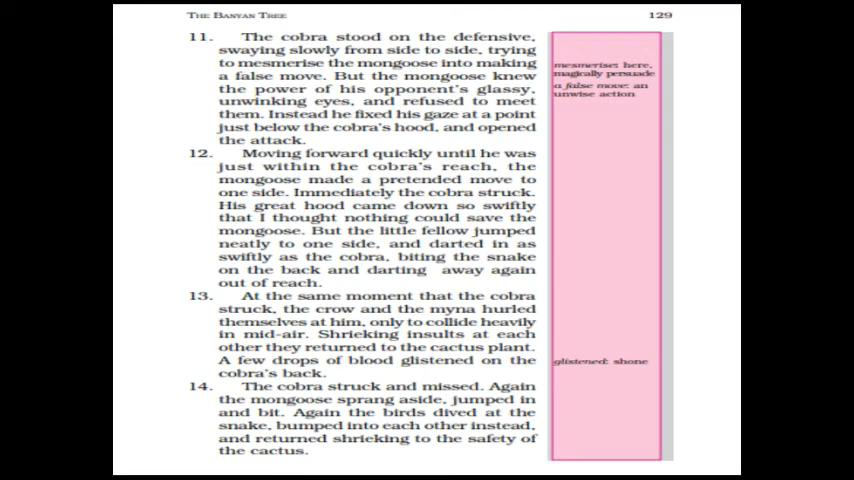 THE BANYAN TREE 129
11. The cobra stood on the defensive,
swaying slowly from side to side, trying
to mesmerise the mongoose into making
a false move. But the mongoose knew
the power of his opponent's glassy,
unwinking eyes, and refused to meet
them. Instead he fixed his gaze at a point
just below the cobra's hood, and opened
the attack.
12. Moving forward quickly until he was
just within the cobra's reach, the
mongoose made a pretended move to
one side. Immediately the cobra struck.
His great hood came down so swiftly
that I thought nothing could save the
mongoose. But the little fellow jumped
neatly to one side, and darted in as
swiftly as the cobra, biting the snake
on the back and darting away again
out of reach.
13. At the same moment that the cobra
struck, the crow and the myna hurled
themselves at him, only to collide heavily
in mid-air. Shrieking insults at each
other they returned to the cactus plant.
A few drops of blood glistened on the
cobra's back.
14. The cobra struck and missed. Again
the mongoose sprang aside, jumped in
and bit. Again the birds dived at the
snake, bumped into each other instead,
and returned shrieking to the safety of
the cactus.
mesmerise: here,
magically persuade
a false move: an
unwise action
glistened: shone